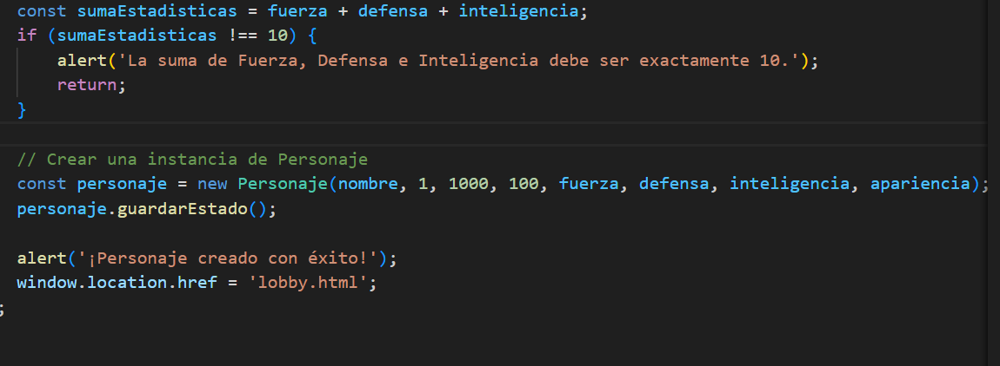 const sumaEstadisticas = fuerza + defensa + inteligencia;
if (sumaEstadisticas !== 10) {
alert('La suma de Fuerza, Defensa e Inteligencia debe ser exactamente 10.');
return;
}
// Crear una instancia de Personaje
const personaje = new Personaje(nombre, 1, 1000, 100, fuerza, defensa, inteligencia, apariencia);
personaje.guardarEstado();
alert('¡Personaje creado con éxito!');
window.location.href = 'lobby.html';
;